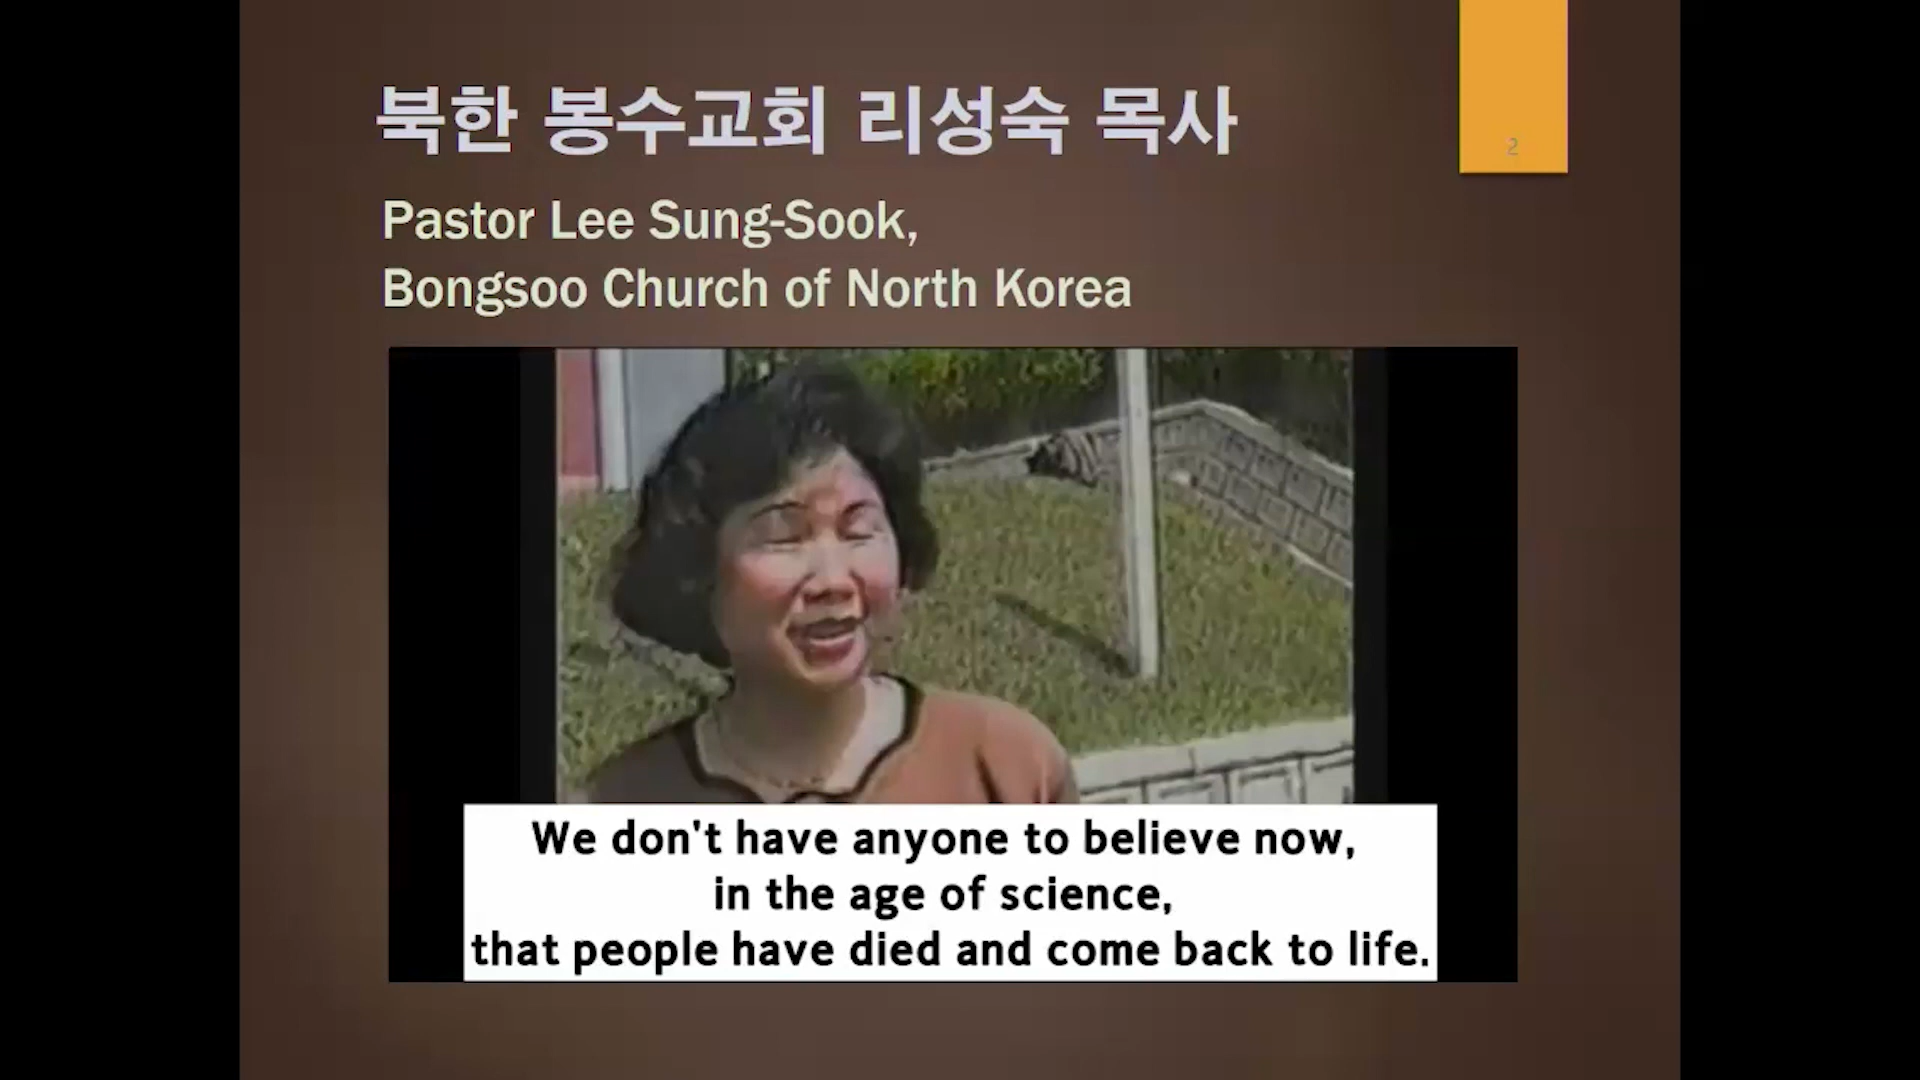 북한 봉수교회 리성숙 목사
2
Pastor Lee Sung-Sook,
Bongsoo Church of North Korea
We don't have anyone to believe now,
in the age of science,
that people have died and come back to life.